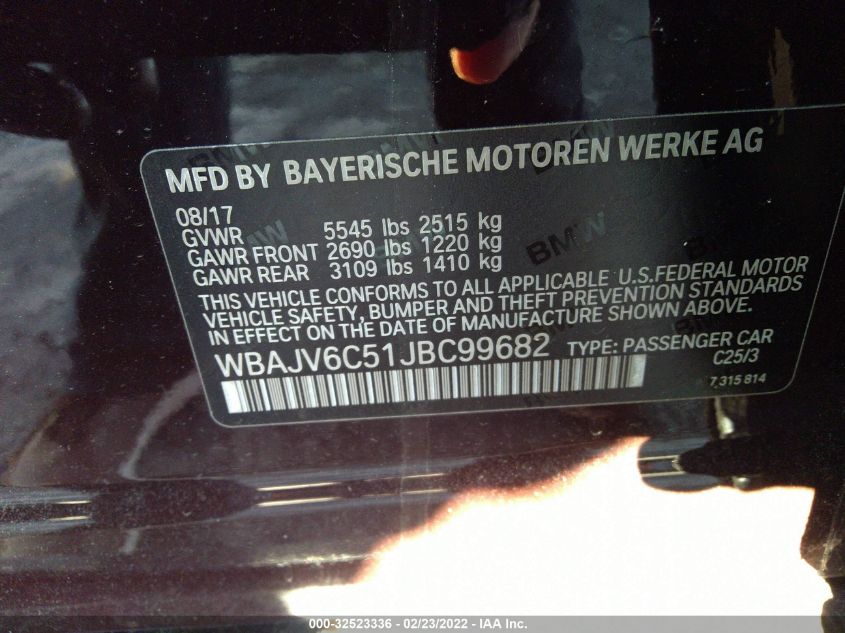 MFD BY BAYERISCHE MOTOREN WERKE AG
08/17
GVWR 5545 lbs 2515 kg
GAWR FRONT 2690 lbs 1220 kg
GAWR REAR 3109 lbs 1410 kg
THIS VEHICLE CONFORMS TO ALL APPLICABLE U.S.FEDERAL MOTOR
VEHICLE SAFETY, BUMPER AND THEFT PREVENTION STANDARDS
IN EFFECT ON THE DATE OF MANUFACTURE SHOWN ABOVE.
WBAJV6C51JBC99682 TYPE: PASSENGER CAR
C25/3
7 315 814
BMW
000-32523336 - 02/23/2022 - IAA Inc.